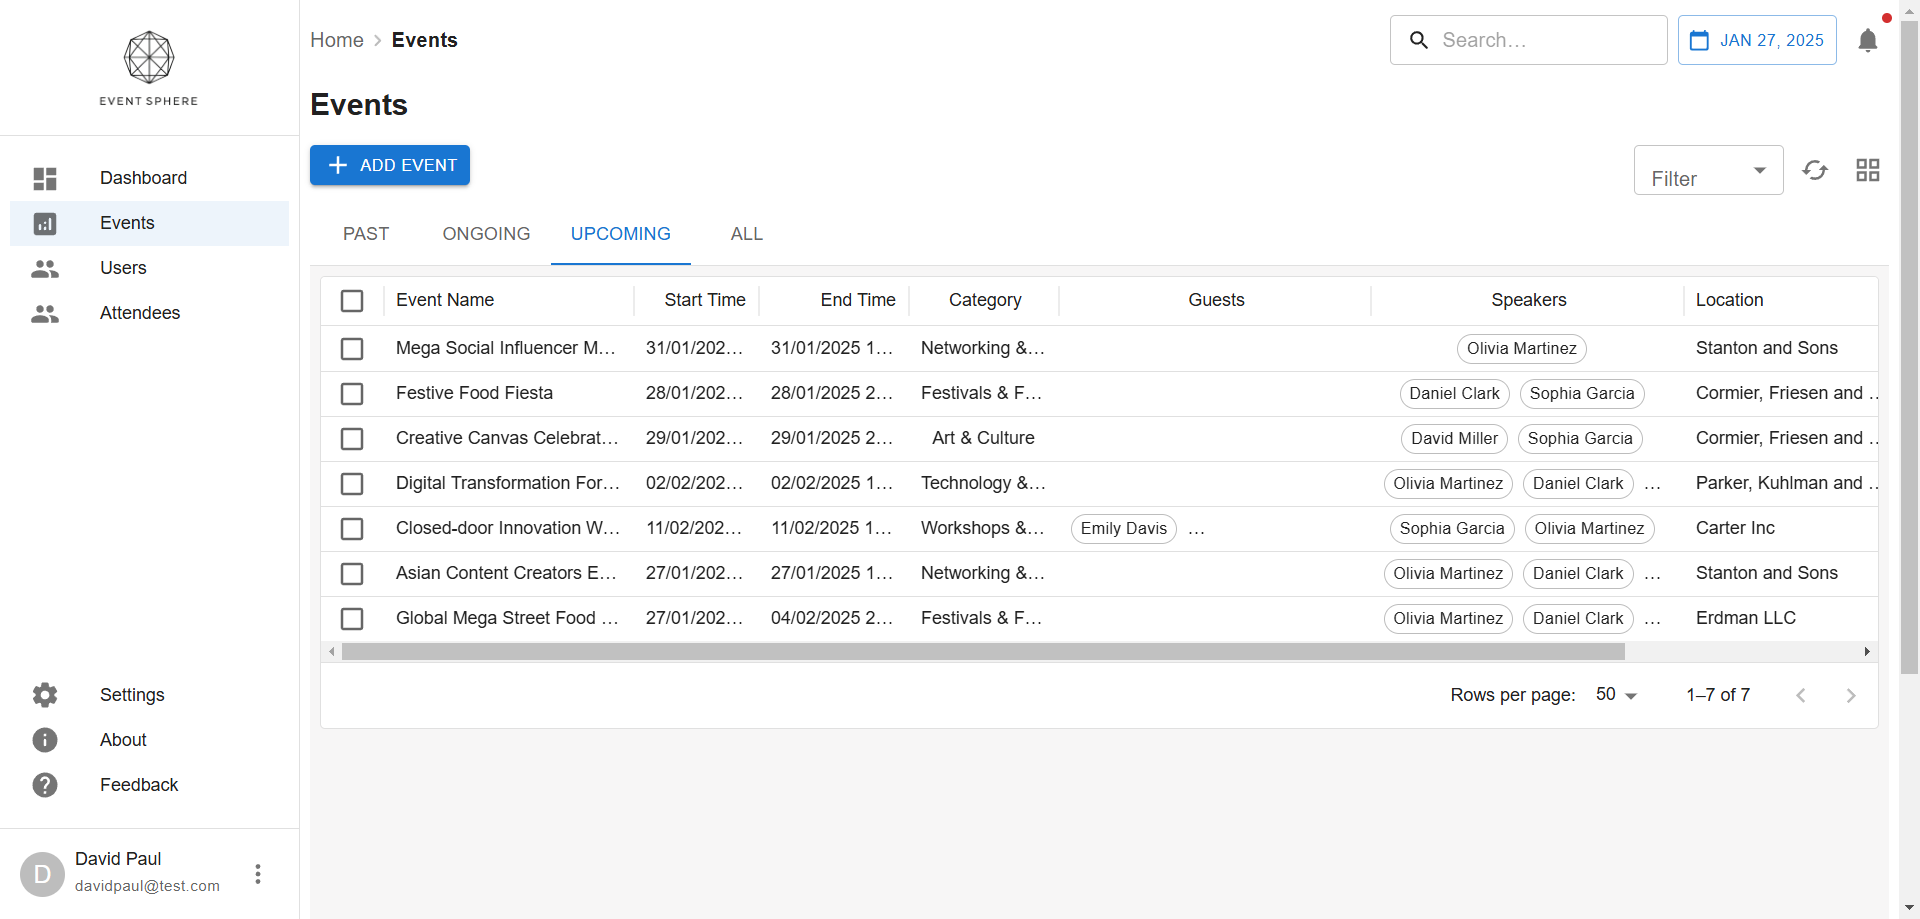 EVENT SPHERE
Dashboard
Events
Users
Attendees
Settings
About
Feedback
D
David Paul
davidpaul@test.com
Home > Events
Search...
JAN 27, 2025
Events
+ ADD EVENT
Filter
PAST ONGOING UPCOMING ALL
Event Name Start Time End Time Category Guests Speakers Location
Mega Social Influencer M... 31/01/202... 31/01/2025 1... Networking &... Olivia Martinez Stanton and Sons
Festive Food Fiesta 28/01/202... 28/01/2025 2... Festivals & F... Daniel Clark Sophia Garcia Cormier, Friesen and ...
Creative Canvas Celebrat... 29/01/202... 29/01/2025 2... Art & Culture David Miller Sophia Garcia Cormier, Friesen and ...
Digital Transformation For... 02/02/202... 02/02/2025 1... Technology &... Olivia Martinez Daniel Clark ... Parker, Kuhlman and ...
Closed-door Innovation W... 11/02/202... 11/02/2025 1... Workshops &... Emily Davis ... Sophia Garcia Olivia Martinez Carter Inc
Asian Content Creators E... 27/01/202... 27/01/2025 1... Networking &... Olivia Martinez Daniel Clark ... Stanton and Sons
Global Mega Street Food ... 27/01/202... 04/02/2025 2... Festivals & F... Olivia Martinez Daniel Clark ... Erdman LLC
Rows per page: 50 1–7 of 7